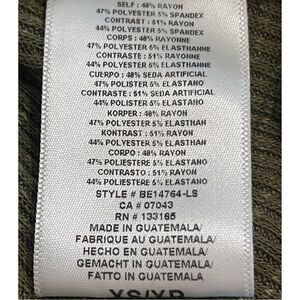 SELF : 48% RAYON
47% POLYESTER 5% SPANDEX
CONTRAST : 51% RAYON
44% POLYESTER 5% SPANDEX
CORPS : 48% RAYONNE
47% POLYESTER 5% ELASTHANNE
CONTRASTE : 51% RAYONNE
44% POLYESTER 5% ELASTHANNE
CUERPO : 48% SEDA ARTIFICIAL
47% POLIESTER 5% ELASTANO
CONTRASTE : 51% SEDA ARTIFICIAL
44% POLIESTER 5% ELASTANO
KORPER : 48% RAYON
47% POLYESTER 5% ELASTHAN
KONTRAST : 51% RAYON
44% POLYESTER 5% ELASTHAN
CORPO : 48% RAYON
47% POLIESTERE 5% ELASTANO
CONTRASTO : 51% RAYON
44% POLIESTERE 5% ELASTANO
STYLE # BE14764-LS
CA # 07043
RN # 133165
MADE IN GUATEMALA/
FABRIQUE AU GUATEMALA/
HECHO EN GUATEMALA/
GEMACHT IN GUATEMALA/
FATTO IN GUATEMALA/
XS/XP